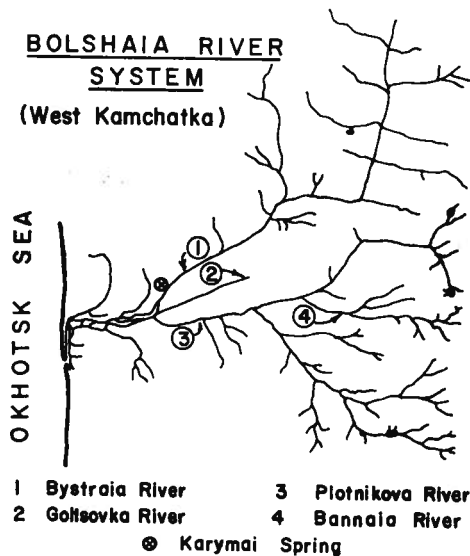 BOLSHAIA RIVER
SYSTEM
(West Kamchatka)
OKHOTSK SEA
1
2
3
4
1 Bystraia River
2 Goltsovka River
3 Plotnikova River
4 Bannaia River
Karymai Spring